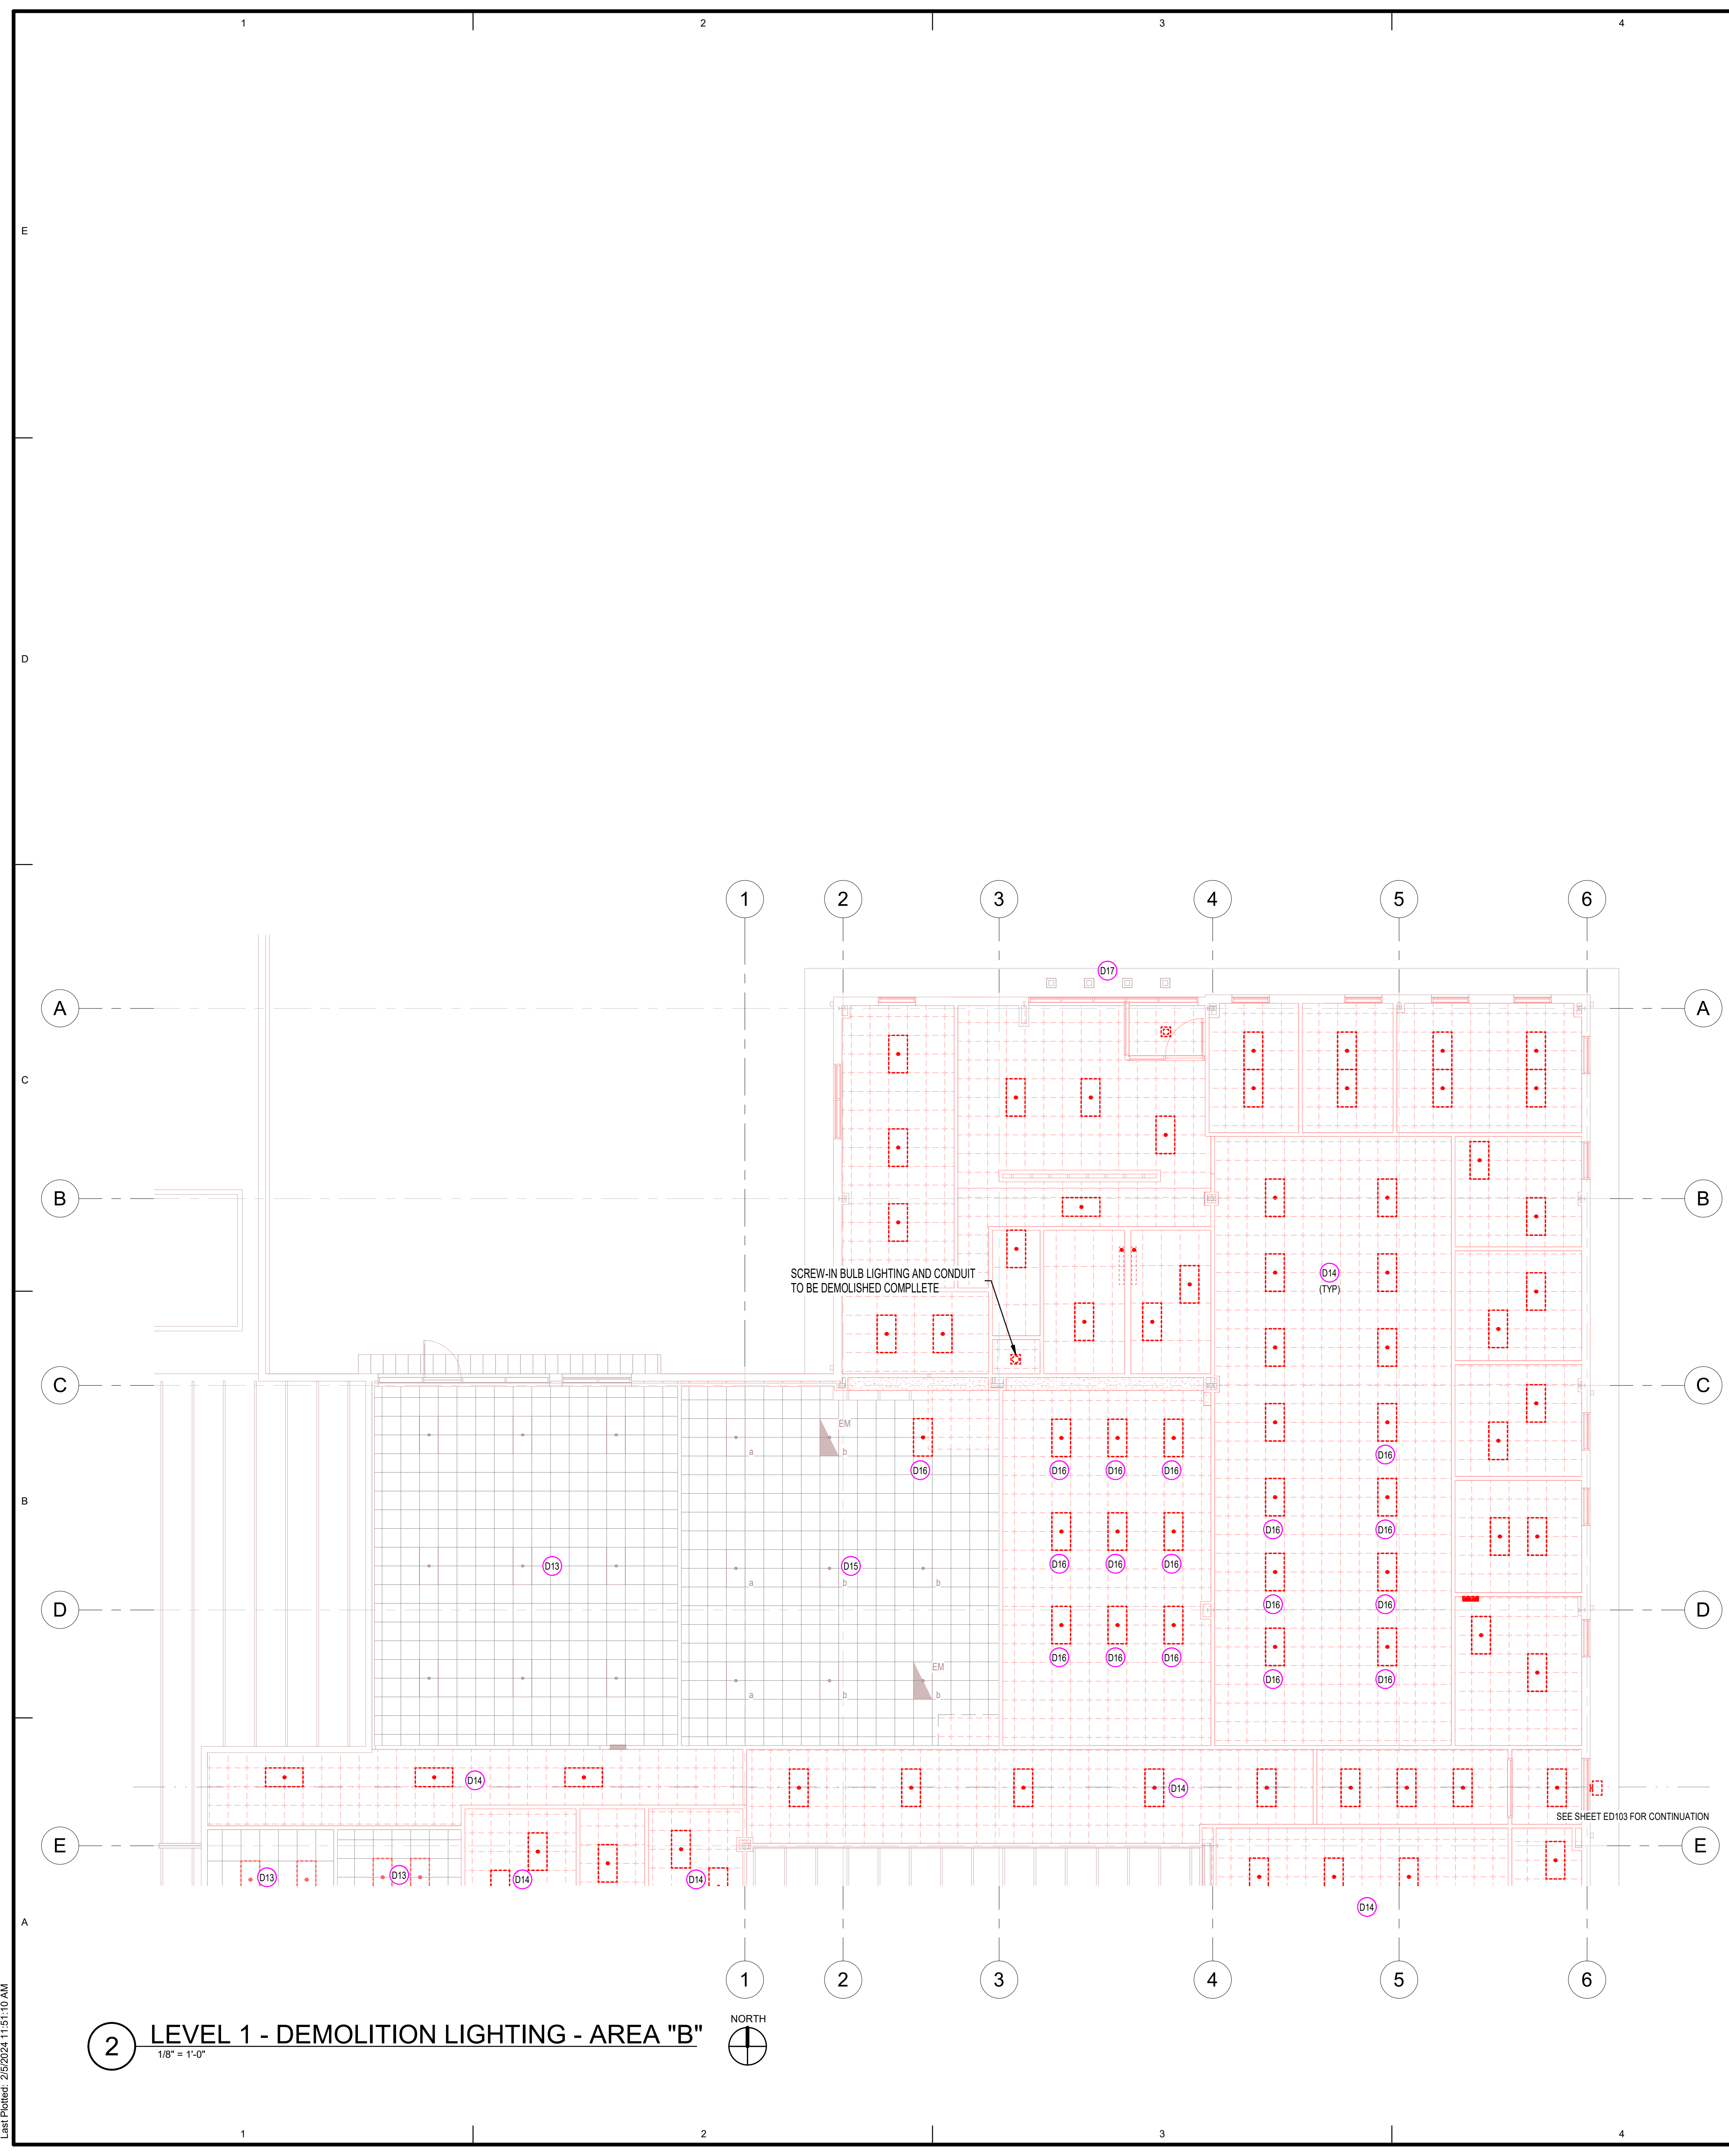 1 2 3 4
E
D
C
B
A
1 2 3 4 5 6
D17
A A
B B
SCREW-IN BULB LIGHTING AND CONDUIT
TO BE DEMOLISHED COMPLLETE
D14
(TYP)
C C
EM
a b
D16 D16 D16 D16 D16
D16 D16
D13 D15 D16 D16 D16
a b b
D16 D16
D D
EM
D16 D16 D16
a b b
D16 D16
D14 D14
SEE SHEET ED103 FOR CONTINUATION
E E
D13 D13 D14 D14
D14
1 2 3 4 5 6
2
LEVEL 1 - DEMOLITION LIGHTING - AREA "B"
1/8" = 1'-0"
NORTH
Last Plotted: 2/5/2024 11:51:10 AM
1 2 3 4